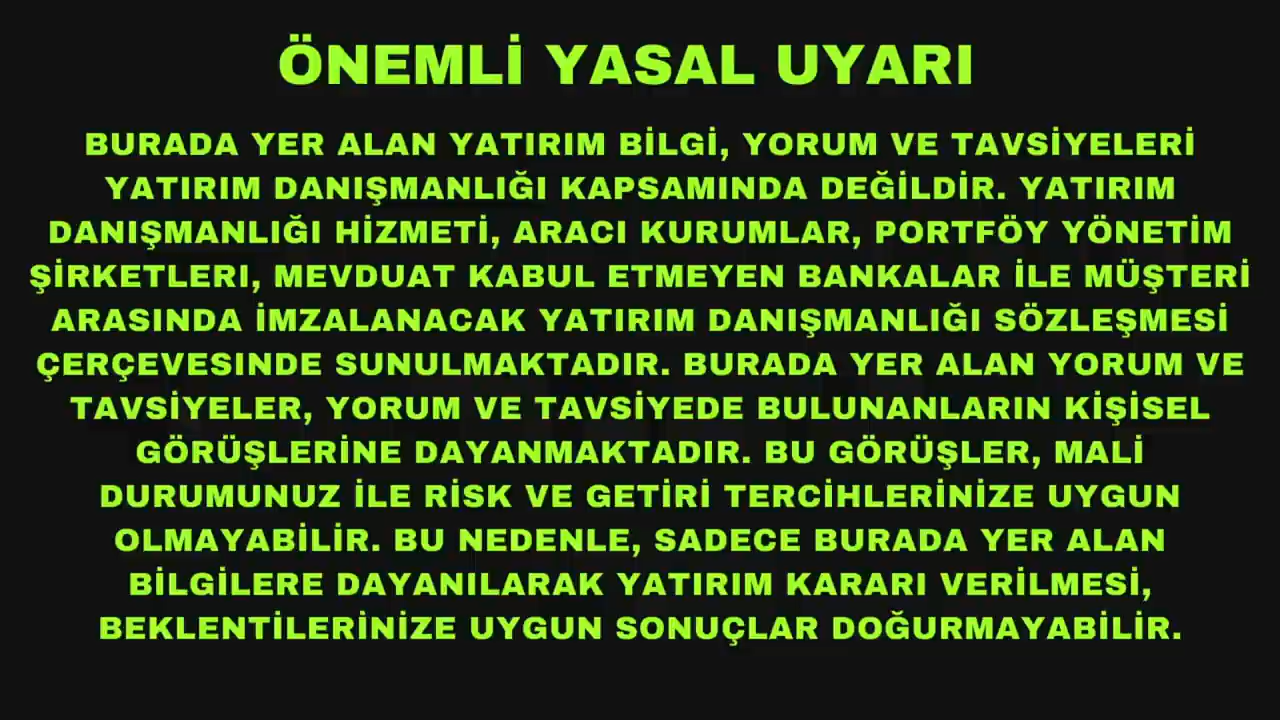 ÖNEMLİ YASAL UYARI
BURADA YER ALAN YATIRIM BİLGİ, YORUM VE TAVSİYELERİ
YATIRIM DANIŞMANLIĞI KAPSAMINDA DEĞİLDİR. YATIRIM
DANIŞMANLIĞI HİZMETİ, ARACI KURUMLAR, PORTFÖY YÖNETİM
ŞİRKETLERI, MEVDUAT KABUL ETMEYEN BANKALAR İLE MÜŞTERİ
ARASINDA İMZALANACAK YATIRIM DANIŞMANLIĞI SÖZLEŞMESİ
ÇERÇEVESINDE SUNULMAKTADIR. BURADA YER ALAN YORUM VE
TAVSİYELER, YORUM VE TAVSİYEDE BULUNANLARIN KİŞİSEL
GÖRÜŞLERİNE DAYANMAKTADIR. BU GÖRÜŞLER, MALİ
DURUMUNUZ İLE RİSK VE GETİRİ TERCİHLERİNİZE UYGUN
OLMAYABİLİR. BU NEDENLE, SADECE BURADA YER ALAN
BİLGİLERE DAYANILARAK YATIRIM KARARI VERİLMESİ,
BEKLENTİLERİNİZE UYGUN SONUÇLAR DOĞURMAYABİLİR.